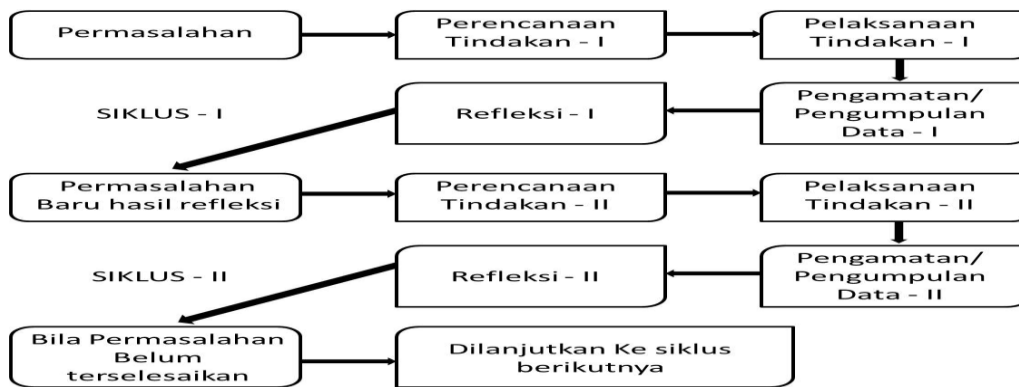 Permasalahan
Perencanaan
Tindakan - I
Pelaksanaan
Tindakan - I
SIKLUS - I
Refleksi - I
Pengamatan/
Pengumpulan
Data - I
Permasalahan
Baru hasil refleksi
Perencanaan
Tindakan - II
Pelaksanaan
Tindakan - II
SIKLUS - II
Refleksi - II
Pengamatan/
Pengumpulan
Data - II
Bila Permasalahan
Belum
terselesaikan
Dilanjutkan Ke siklus
berikutnya